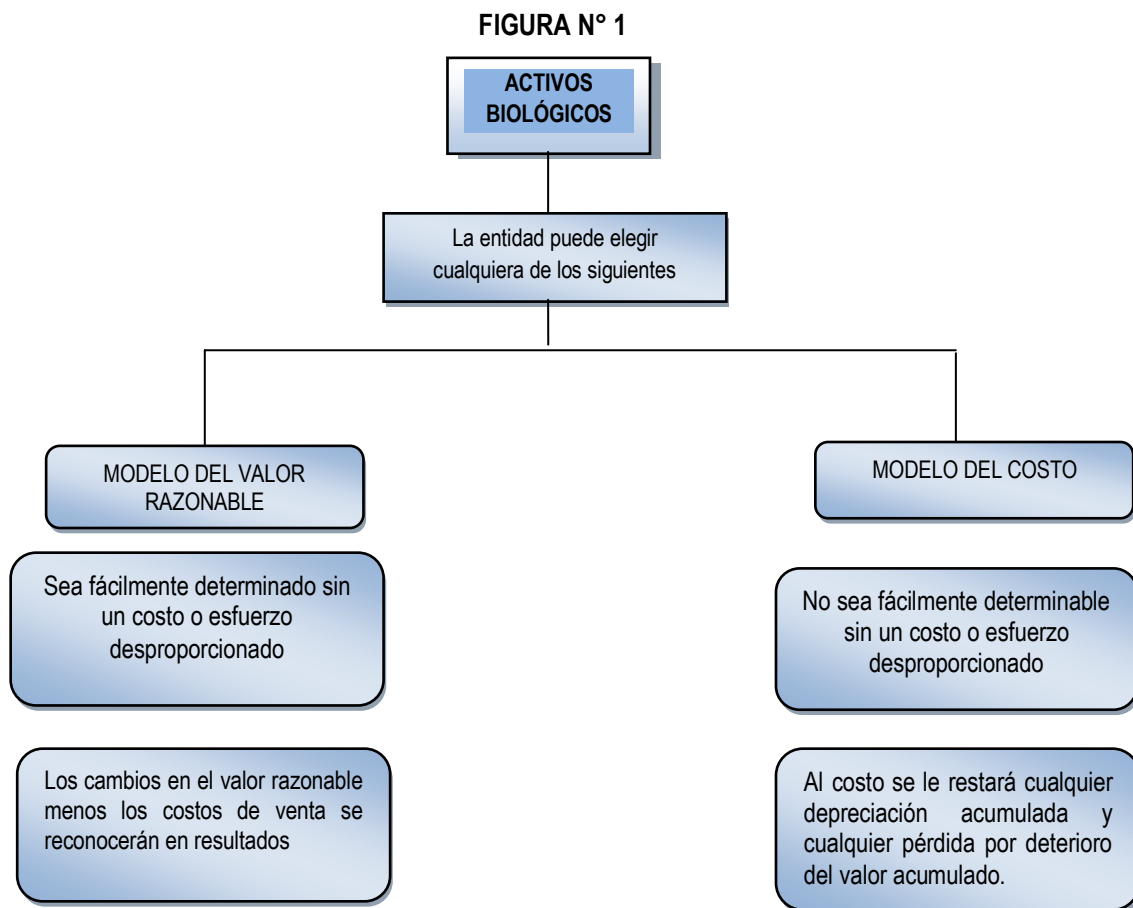 FIGURA N° 1
ACTIVOS
BIOLÓGICOS
La entidad puede elegir
cualquiera de los siguientes
MODELO DEL VALOR
RAZONABLE
Sea fácilmente determinado sin
un costo o esfuerzo
desproporcionado
Los cambios en el valor razonable
menos los costos de venta se
reconocerán en resultados
MODELO DEL COSTO
No sea fácilmente determinable
sin un costo o esfuerzo
desproporcionado
Al costo se le restará cualquier
depreciación acumulada y
cualquier pérdida por deterioro
del valor acumulado.